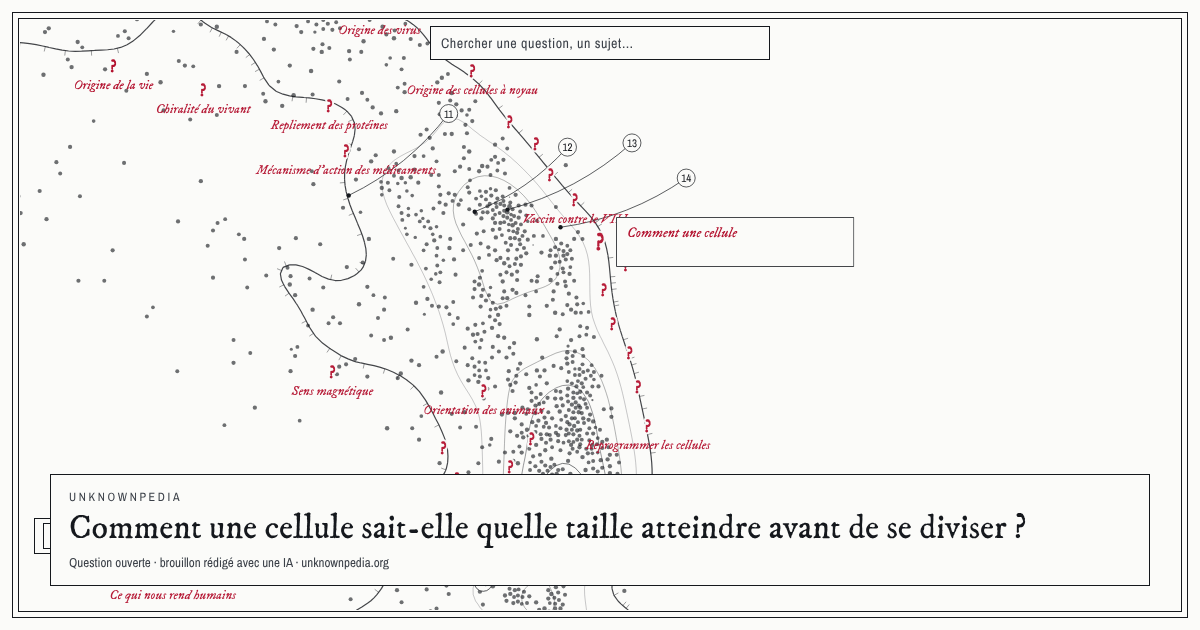 Origine des virus
Chercher une question, un sujet...
Origine de la vie
Origine des cellules à noyau
Chiralité du vivant
11
Repliement des protéines
13
12
Mécanisme d'action des médicaments
14
Vaccin contre le VIH
Comment une cellule
Sens magnétique
Orientation des animaux
Reprogrammer les cellules
UNKNOWNPEDIA
Comment une cellule sait-elle quelle taille atteindre avant de se diviser ?
Question ouverte · brouillon rédigé avec une IA · unknownpedia.org
Ce qui nous rend humains